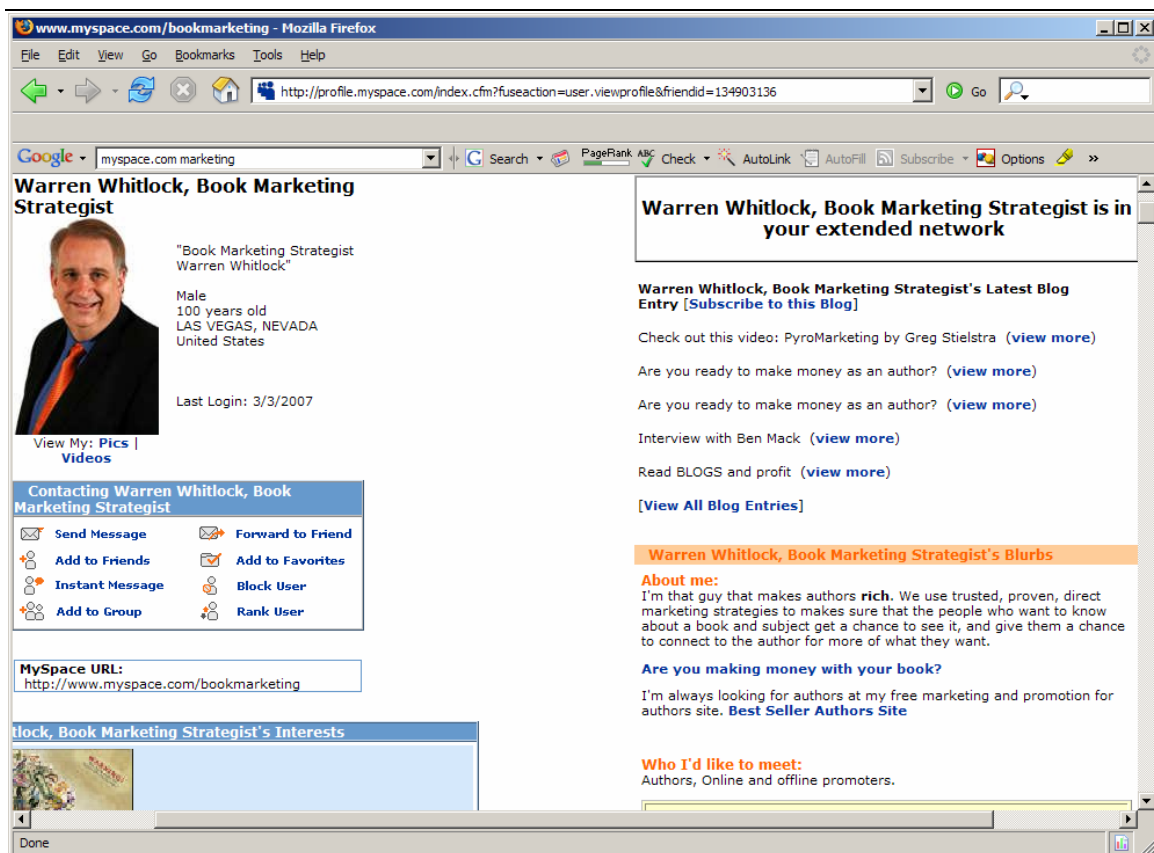 www.myspace.com/bookmarketing - Mozilla Firefox
File Edit View Go Bookmarks Tools Help
http://profile.myspace.com/index.cfm?fuseaction=user.viewprofile&friendid=134903136 Go
Google myspace.com marketing G Search PageRank ABC Check AutoLink AutoFill Subscribe Options »
Warren Whitlock, Book Marketing
Strategist
"Book Marketing Strategist
Warren Whitlock"
Male
100 years old
LAS VEGAS, NEVADA
United States
Last Login: 3/3/2007
View My: Pics |
Videos
Contacting Warren Whitlock, Book
Marketing Strategist
Send Message Forward to Friend
Add to Friends Add to Favorites
Instant Message Block User
Add to Group Rank User
MySpace URL:
http://www.myspace.com/bookmarketing
tlock, Book Marketing Strategist's Interests
WARNING!
Warren Whitlock, Book Marketing Strategist is in
your extended network
Warren Whitlock, Book Marketing Strategist's Latest Blog
Entry [Subscribe to this Blog]
Check out this video: PyroMarketing by Greg Stielstra (view more)
Are you ready to make money as an author? (view more)
Are you ready to make money as an author? (view more)
Interview with Ben Mack (view more)
Read BLOGS and profit (view more)
[View All Blog Entries]
Warren Whitlock, Book Marketing Strategist's Blurbs
About me:
I'm that guy that makes authors rich. We use trusted, proven, direct
marketing strategies to makes sure that the people who want to know
about a book and subject get a chance to see it, and give them a chance
to connect to the author for more of what they want.
Are you making money with your book?
I'm always looking for authors at my free marketing and promotion for
authors site. Best Seller Authors Site
Who I'd like to meet:
Authors, Online and offline promoters.
Done